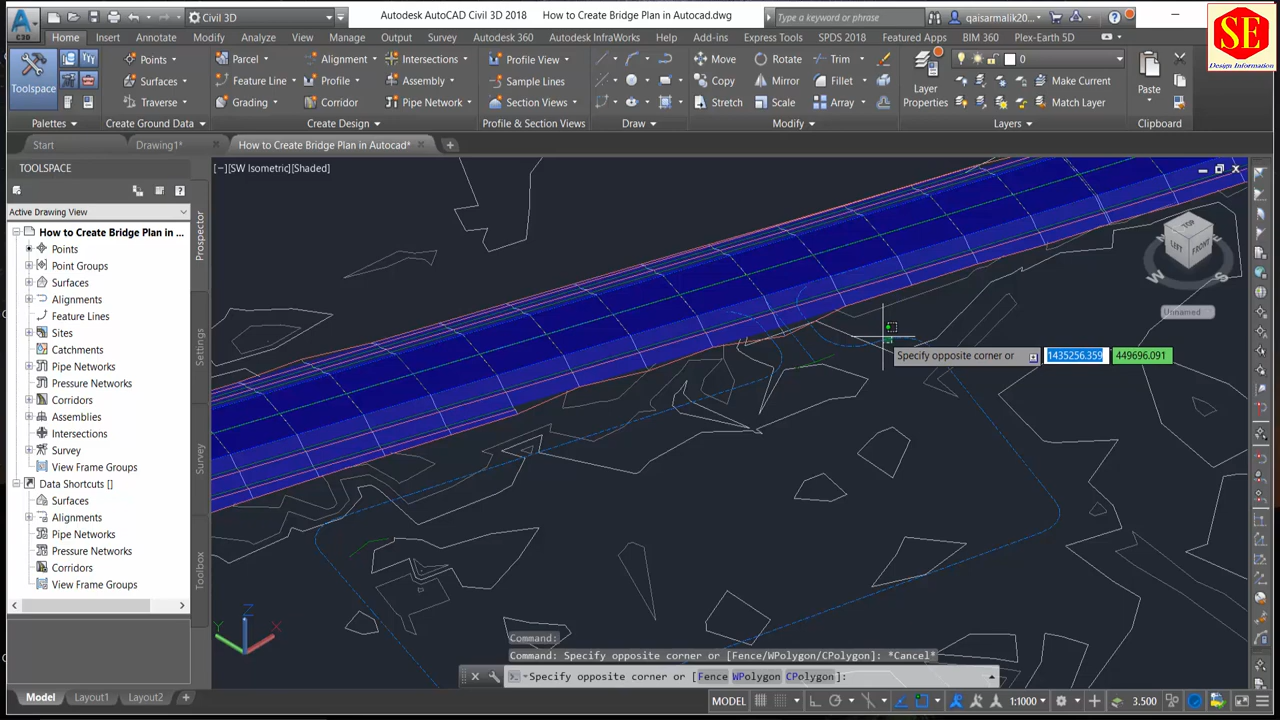 Autodesk AutoCAD Civil 3D 2018 How to Create Bridge Plan in Autocad.dwg
Civil 3D
Type a keyword or phrase
qaisarmalik20...
SE
Design Information
C3D
Home Insert Annotate Modify Analyze View Manage Output Survey Autodesk 360 Autodesk InfraWorks Help Add-ins Express Tools SPDS 2018 Featured Apps BIM 360 Plex-Earth 5D
Toolspace
Points
Surfaces
Traverse
Parcel
Feature Line
Grading
Alignment
Profile
Corridor
Intersections
Assembly
Pipe Network
Profile View
Sample Lines
Section Views
Move
Copy
Stretch
Rotate
Mirror
Scale
Trim
Fillet
Array
Layer
Properties
0
Make Current
Match Layer
Paste
Palettes
Create Ground Data
Create Design
Profile & Section Views
Draw
Modify
Layers
Clipboard
Start
Drawing1*
How to Create Bridge Plan in Autocad*
TOOLSPACE
Active Drawing View
How to Create Bridge Plan in ...
Points
Point Groups
Surfaces
Alignments
Feature Lines
Sites
Catchments
Pipe Networks
Pressure Networks
Corridors
Assemblies
Intersections
Survey
View Frame Groups
Data Shortcuts []
Surfaces
Alignments
Pipe Networks
Pressure Networks
Corridors
View Frame Groups
Prospector
Settings
Survey
Toolbox
[−][SW Isometric][Shaded]
TOP
LEFT
FRONT
W
S
Unnamed
Specify opposite corner or
1435256.359
449696.091
Z
Y
X
Command:
Command: Specify opposite corner or [Fence/WPolygon/CPolygon]: *Cancel*
Specify opposite corner or [Fence WPolygon CPolygon]:
Model Layout1 Layout2
MODEL
1:1000
3.500